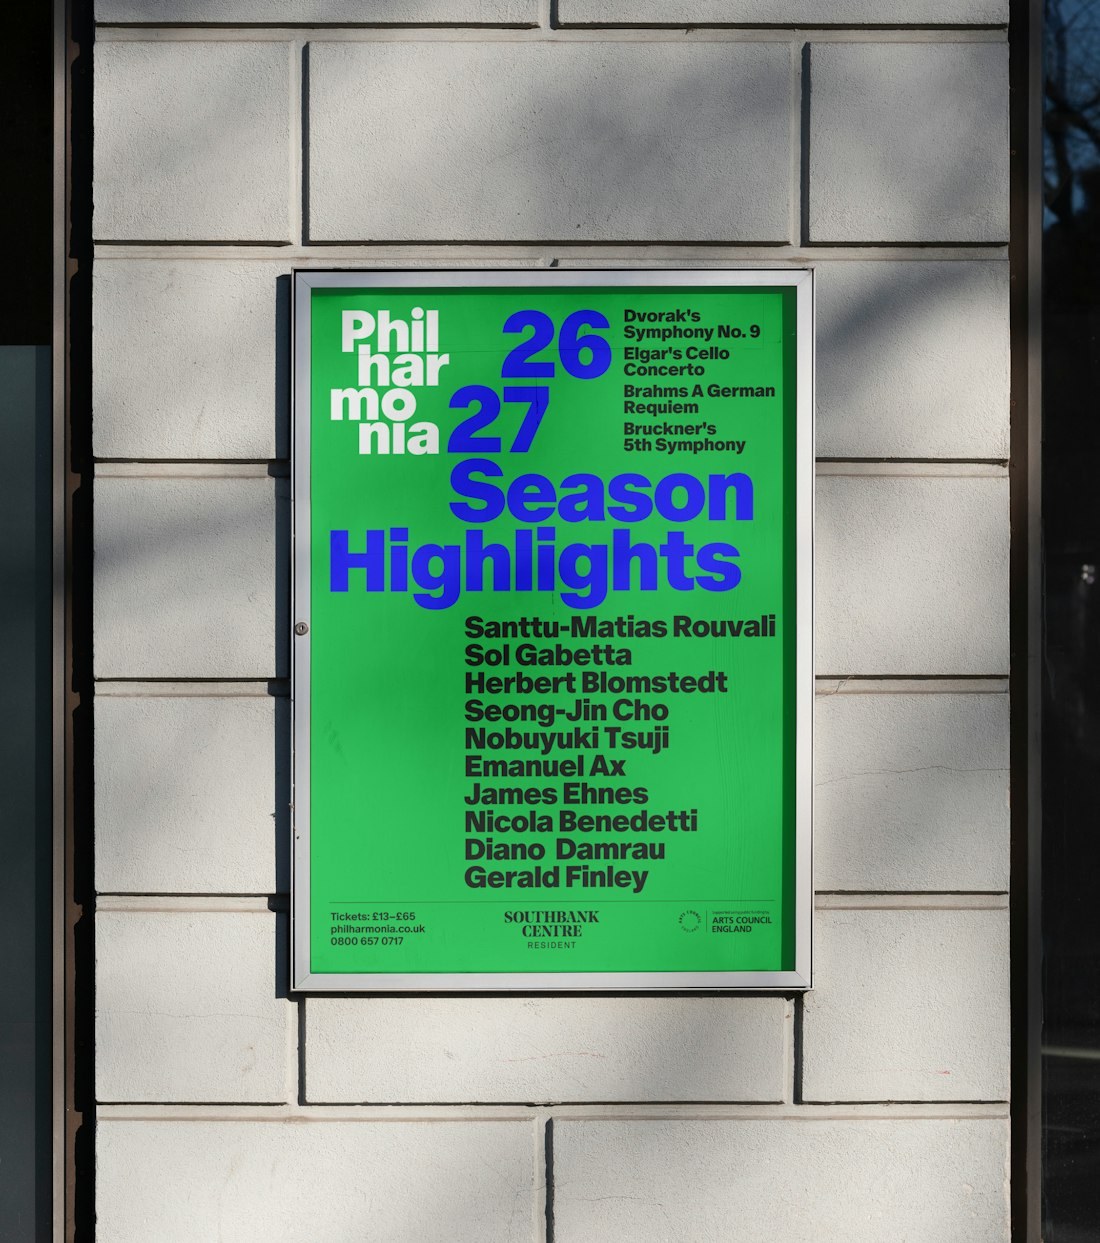 Phil
har
mo
nia
26
27
Season
Highlights
Dvorak's
Symphony No. 9
Elgar's Cello
Concerto
Brahms A German
Requiem
Bruckner's
5th Symphony
Santtu-Matias Rouvali
Sol Gabetta
Herbert Blomstedt
Seong-Jin Cho
Nobuyuki Tsuji
Emanuel Ax
James Ehnes
Nicola Benedetti
Diano Damrau
Gerald Finley
Tickets: £13–£65
philharmonia.co.uk
0800 657 0717
SOUTHBANK
CENTRE
RESIDENT
ARTS COUNCIL
ENGLAND